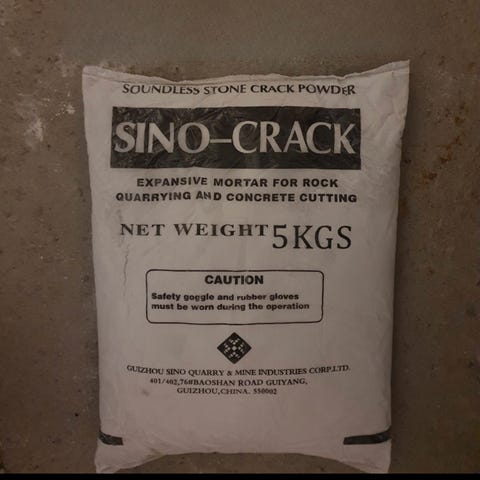 SOUNDLESS STONE CRACK POWDER
SINO-CRACK
EXPANSIVE MORTAR FOR ROCK
QUARRYING AND CONCRETE CUTTING
NET WEIGHT 5KGS
CAUTION
Safety goggle and rubber gloves
must be worn during the operation
GUIZHOU SINO QUARRY & MINE INDUSTRIES CORP.LTD.
401/402,76#BAOSHAN ROAD GUIYANG,
GUIZHOU,CHINA. 550002